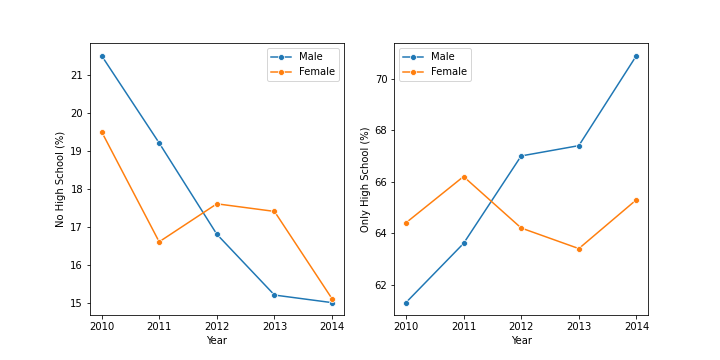 Male
Female
No High School (%)
21
20
19
18
17
16
15
2010 2011 2012 2013 2014
Year
Male
Female
Only High School (%)
70
68
66
64
62
2010 2011 2012 2013 2014
Year